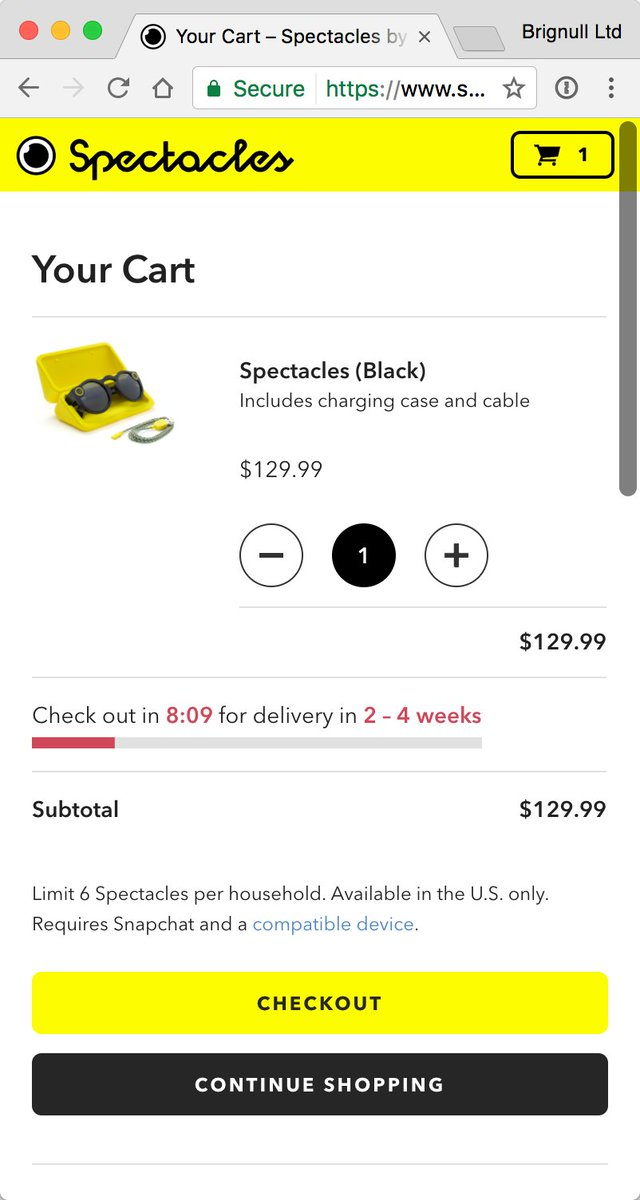 Your Cart – Spectacles by
Brignull Ltd
Secure https://www.s...
Spectacles
1
Your Cart
Spectacles (Black)
Includes charging case and cable
$129.99
1
$129.99
Check out in 8:09 for delivery in 2 – 4 weeks
Subtotal $129.99
Limit 6 Spectacles per household. Available in the U.S. only.
Requires Snapchat and a compatible device.
CHECKOUT
CONTINUE SHOPPING